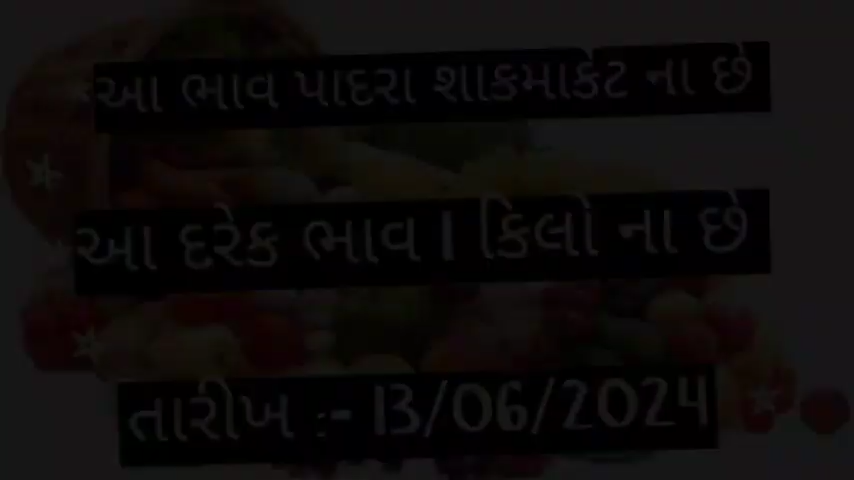 આ ભાવ પાદરા શાકમાર્કેટ ના છે
આ દરેક ભાવ 1 કિલો ના છે
તારીખ :- 13/06/2024